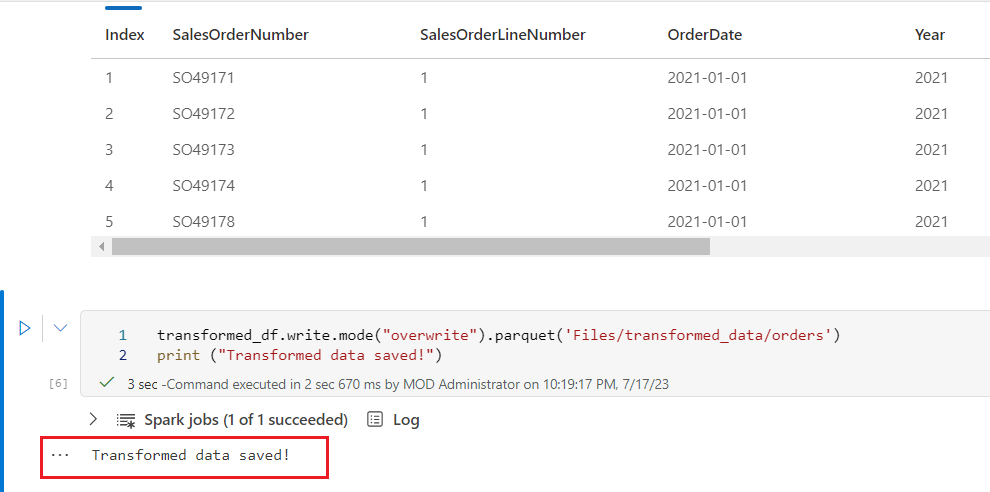 Index SalesOrderNumber SalesOrderLineNumber OrderDate Year
1 SO49171 1 2021-01-01 2021
2 SO49172 1 2021-01-01 2021
3 SO49173 1 2021-01-01 2021
4 SO49174 1 2021-01-01 2021
5 SO49178 1 2021-01-01 2021
1 transformed_df.write.mode("overwrite").parquet('Files/transformed_data/orders')
2 print ("Transformed data saved!")
[6] 3 sec -Command executed in 2 sec 670 ms by MOD Administrator on 10:19:17 PM, 7/17/23
Spark jobs (1 of 1 succeeded) Log
... Transformed data saved!